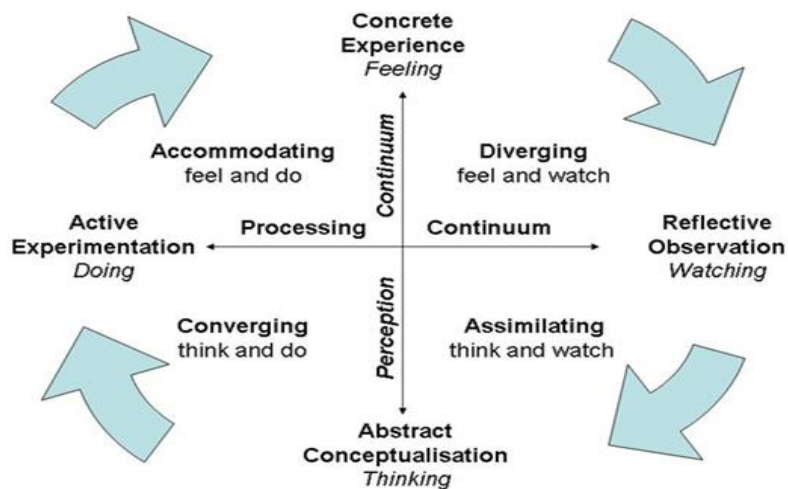 Concrete
Experience
Feeling
Accommodating
feel and do
Continuum
Diverging
feel and watch
Active
Experimentation
Doing
Processing
Continuum
Reflective
Observation
Watching
Converging
think and do
Perception
Assimilating
think and watch
Abstract
Conceptualisation
Thinking